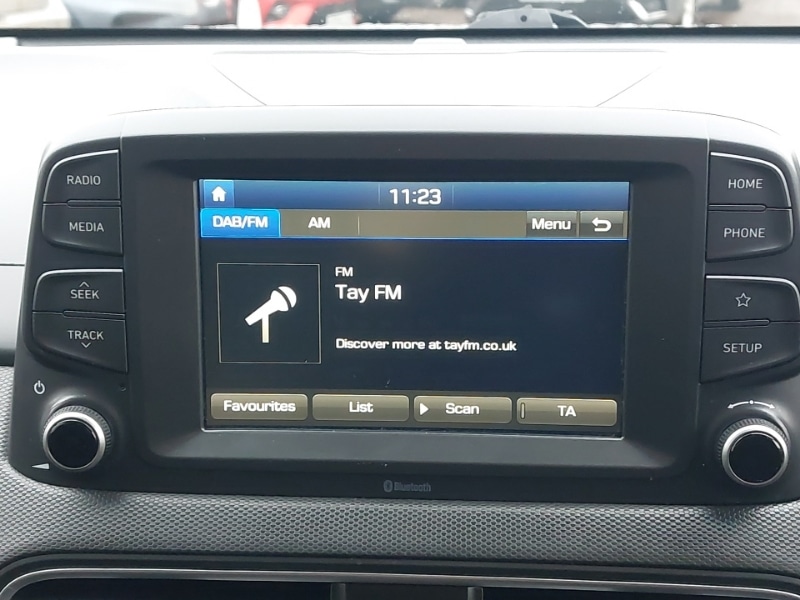 11:23
DAB/FM AM Menu
FM
Tay FM
Discover more at tayfm.co.uk
Favourites List Scan TA
RADIO
MEDIA
SEEK
TRACK
HOME
PHONE
SETUP
Bluetooth